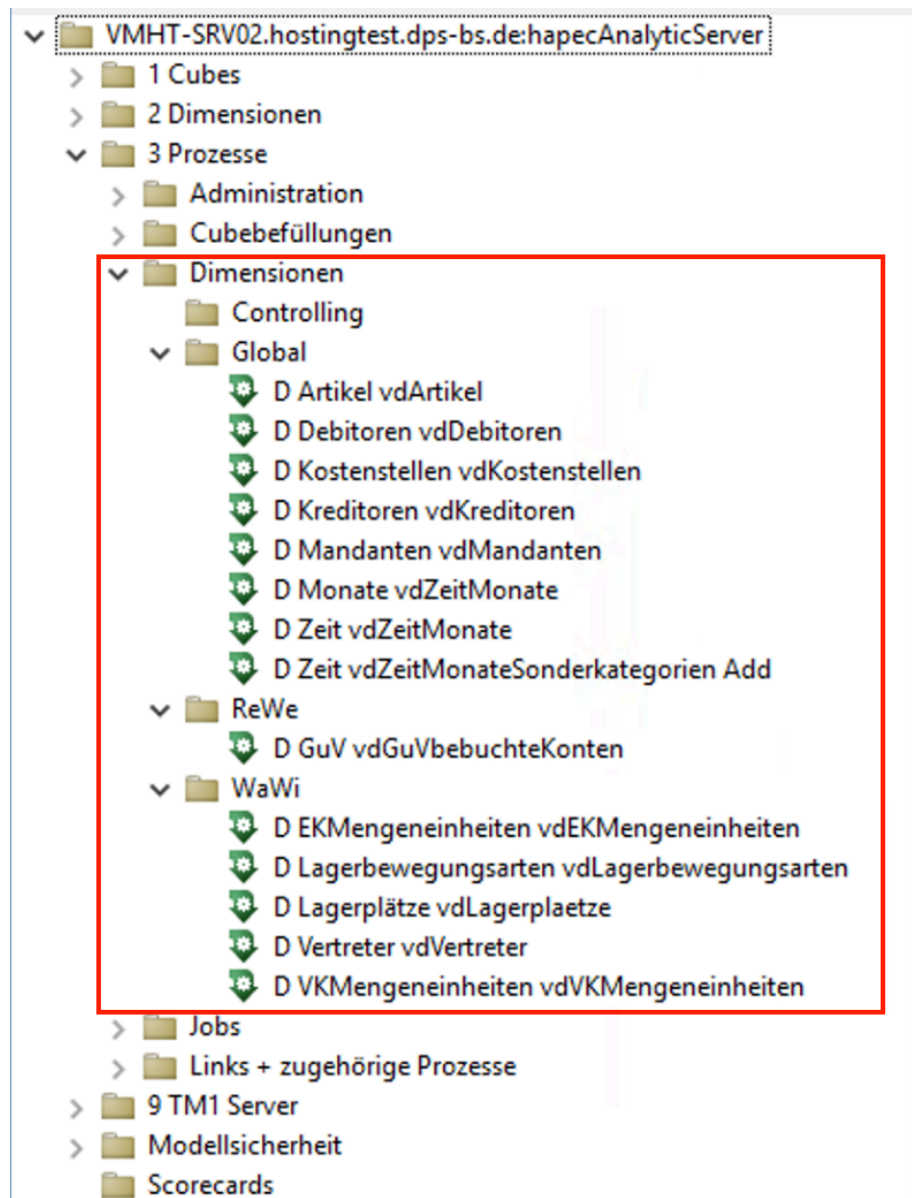 VMHT-SRV02.hostingtest.dps-bs.de:hapecAnalyticServer
1 Cubes
2 Dimensionen
3 Prozesse
Administration
Cubebefüllungen
Dimensionen
Controlling
Global
D Artikel vdArtikel
D Debitoren vdDebitoren
D Kostenstellen vdKostenstellen
D Kreditoren vdKreditoren
D Mandanten vdMandanten
D Monate vdZeitMonate
D Zeit vdZeitMonate
D Zeit vdZeitMonateSonderkategorien Add
ReWe
D GuV vdGuVbebuchteKonten
WaWi
D EKMengeneinheiten vdEKMengeneinheiten
D Lagerbewegungsarten vdLagerbewegungsarten
D Lagerplätze vdLagerplaetze
D Vertreter vdVertreter
D VKMengeneinheiten vdVKMengeneinheiten
Jobs
Links + zugehörige Prozesse
9 TM1 Server
Modellsicherheit
Scorecards